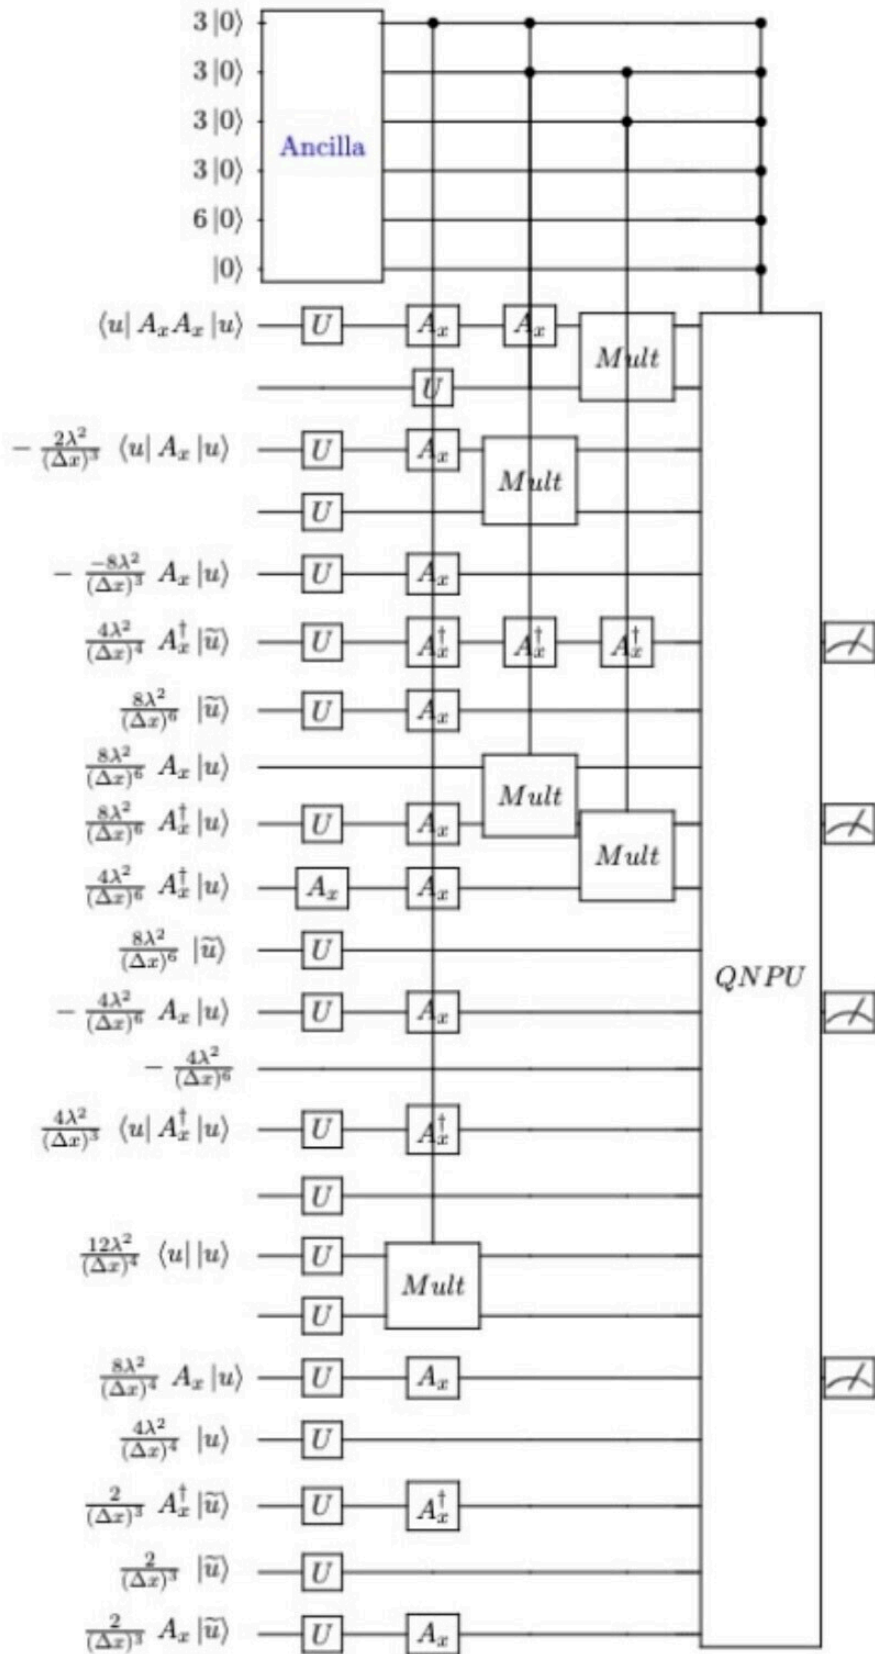 3 |0⟩
3 |0⟩
3 |0⟩
Ancilla
3 |0⟩
6 |0⟩
|0⟩
⟨u| A_x A_x |u⟩ U A_x A_x Mult
U
− 2λ²/(Δx)³ ⟨u| A_x |u⟩ U A_x Mult
U
− −8λ²/(Δx)³ A_x |u⟩ U A_x
4λ²/(Δx)⁴ A_x† |ũ⟩ U A_x† A_x† A_x†
8λ²/(Δx)⁶ |ũ⟩ U A_x
8λ²/(Δx)⁶ A_x |u⟩ Mult
8λ²/(Δx)⁶ A_x† |u⟩ U A_x Mult
4λ²/(Δx)⁶ A_x† |u⟩ A_x A_x
8λ²/(Δx)⁶ |ũ⟩ U
QNPU
− 4λ²/(Δx)⁶ A_x |u⟩ U A_x
− 4λ²/(Δx)⁶
4λ²/(Δx)³ ⟨u| A_x† |u⟩ U A_x†
U
12λ²/(Δx)⁴ ⟨u| |u⟩ U Mult
U
8λ²/(Δx)⁴ A_x |u⟩ U A_x
4λ²/(Δx)⁴ |u⟩ U
2/(Δx)³ A_x† |ũ⟩ U A_x†
2/(Δx)³ |ũ⟩ U
2/(Δx)³ A_x |ũ⟩ U A_x